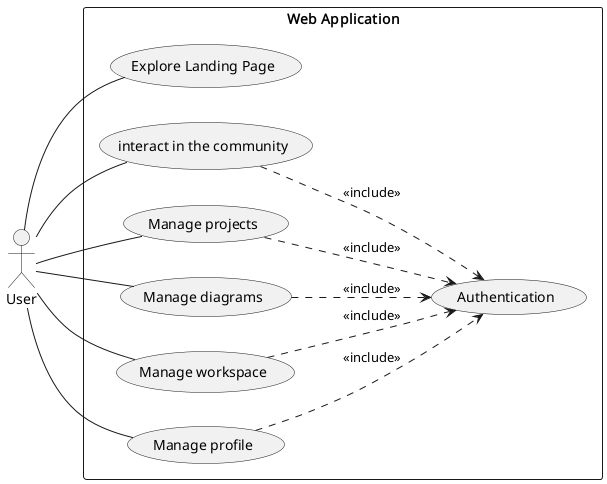 Web Application
Explore Landing Page
interact in the community
«include»
Manage projects
«include»
Manage diagrams
«include»
Authentication
User
«include»
Manage workspace
«include»
Manage profile